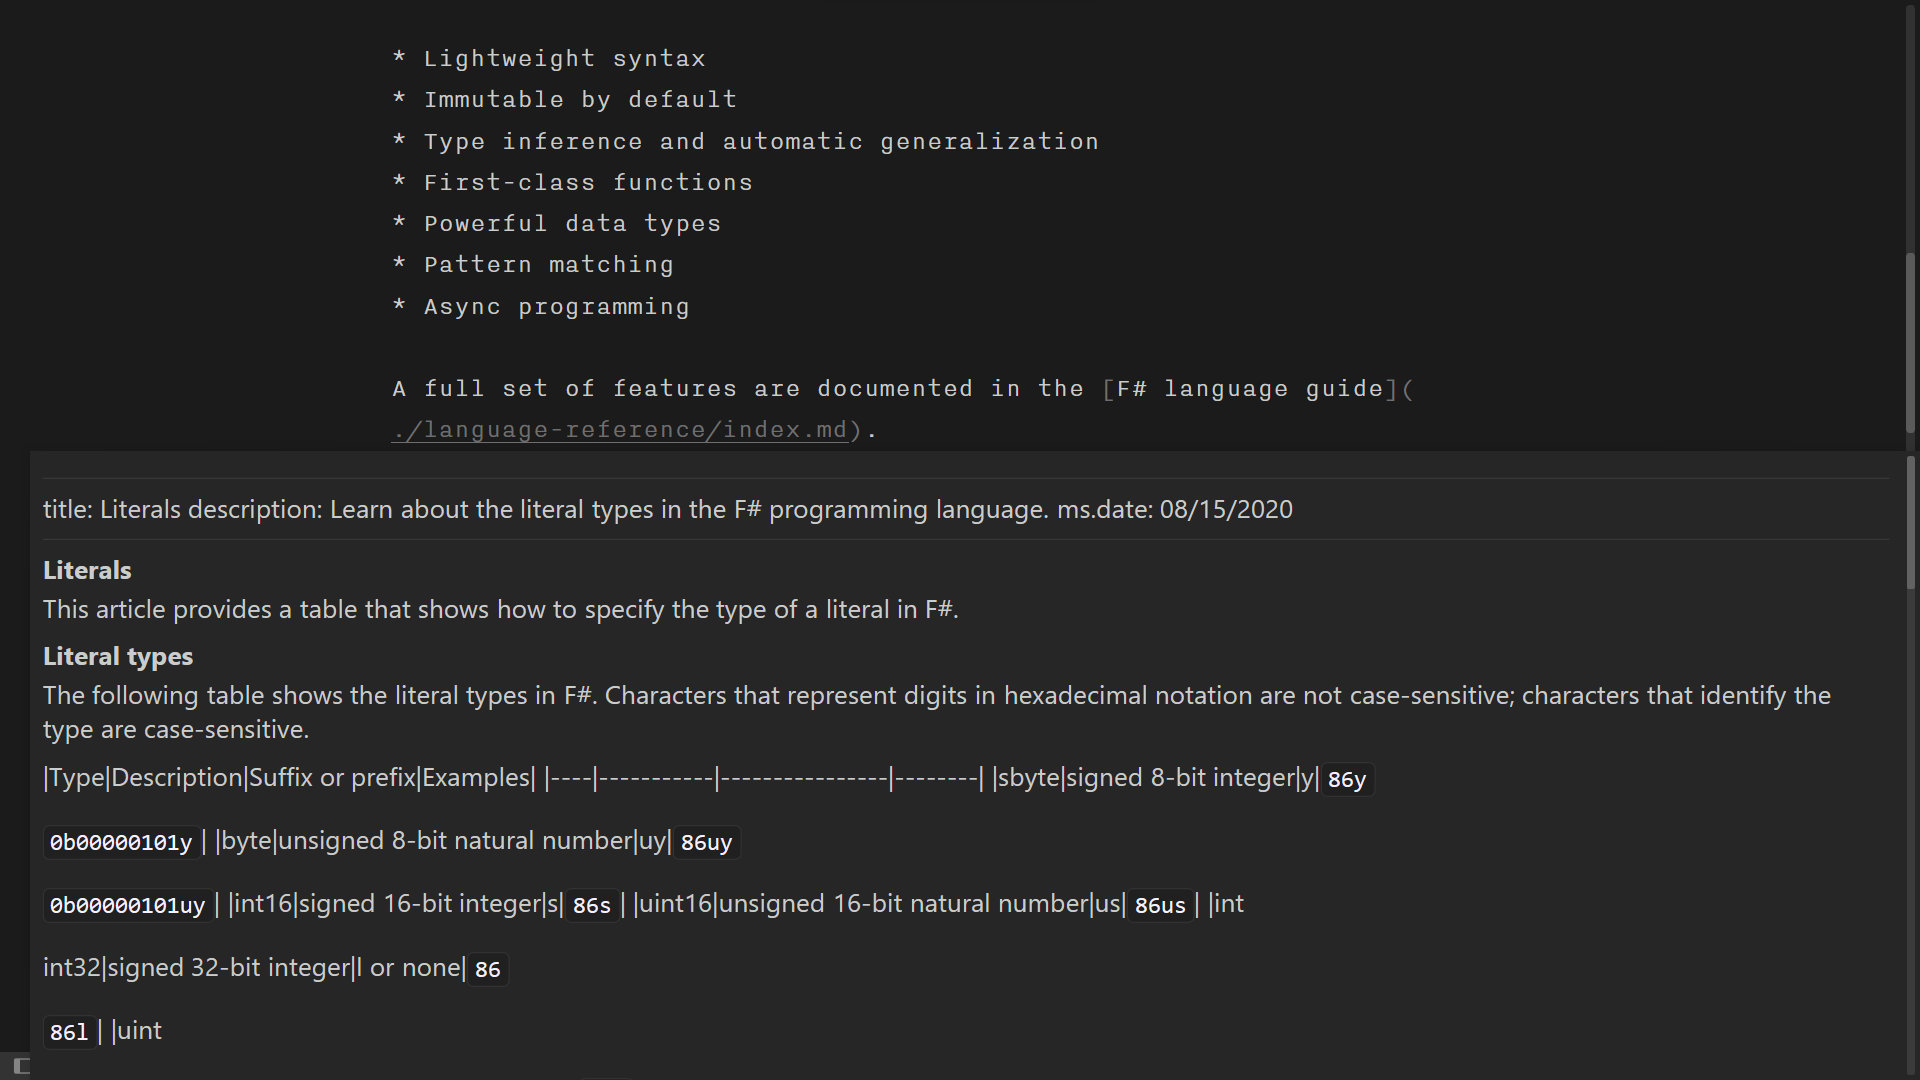 * Lightweight syntax
* Immutable by default
* Type inference and automatic generalization
* First-class functions
* Powerful data types
* Pattern matching
* Async programming
A full set of features are documented in the [F# language guide](
./language-reference/index.md).
title: Literals description: Learn about the literal types in the F# programming language. ms.date: 08/15/2020
Literals
This article provides a table that shows how to specify the type of a literal in F#.
Literal types
The following table shows the literal types in F#. Characters that represent digits in hexadecimal notation are not case-sensitive; characters that identify the
type are case-sensitive.
|Type|Description|Suffix or prefix|Examples| |----|-----------|----------------|--------| |sbyte|signed 8-bit integer|y| 86y
0b00000101y | |byte|unsigned 8-bit natural number|uy| 86uy
0b00000101uy | |int16|signed 16-bit integer|s| 86s | |uint16|unsigned 16-bit natural number|us| 86us | |int
int32|signed 32-bit integer|l or none| 86
86l | |uint